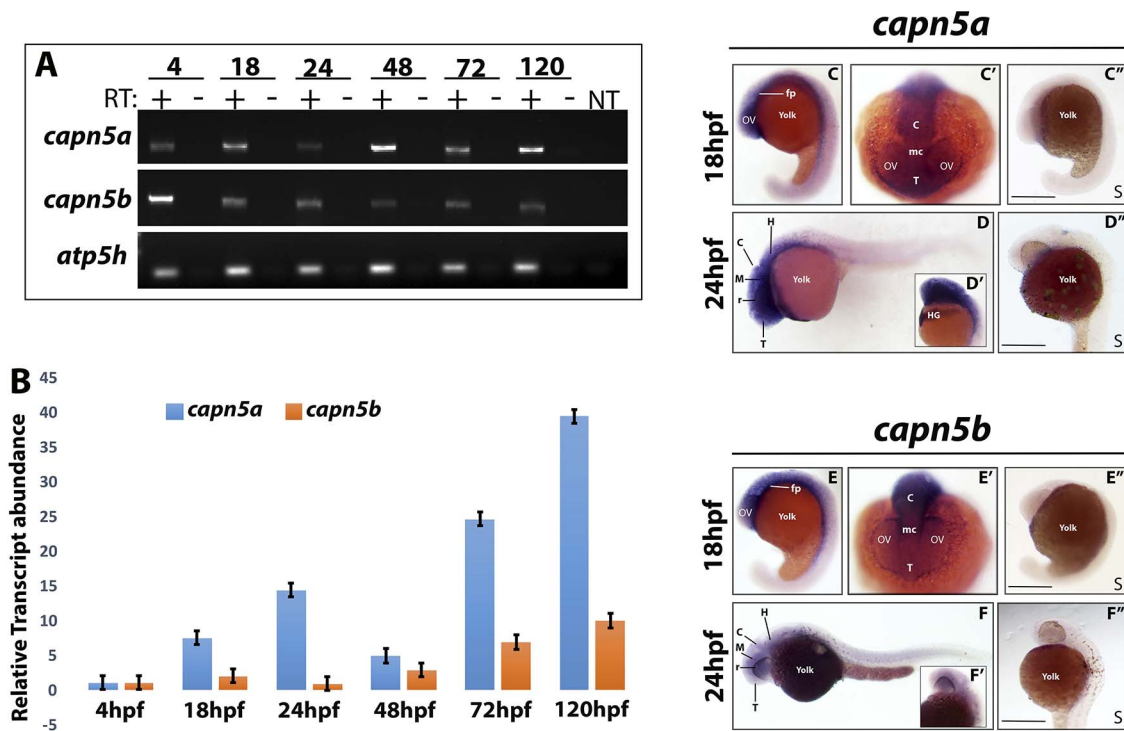 A
4 18 24 48 72 120
RT: + - + - + - + - + - + - NT
capn5a
capn5b
atp5h
B
Relative Transcript abundance
45
40
35
30
25
20
15
10
5
0
-5
capn5a capn5b
4hpf 18hpf 24hpf 48hpf 72hpf 120hpf
capn5a
18hpf
C
fp
OV
Yolk
C'
C
mc
OV OV
T
C"
Yolk
S
24hpf
D
H
C
M
r
T
Yolk
D'
HG
D"
Yolk
S
capn5b
18hpf
E
fp
OV
Yolk
E'
C
mc
OV OV
T
E"
Yolk
S
24hpf
F
H
C
M
r
T
Yolk
F'
F"
Yolk
S